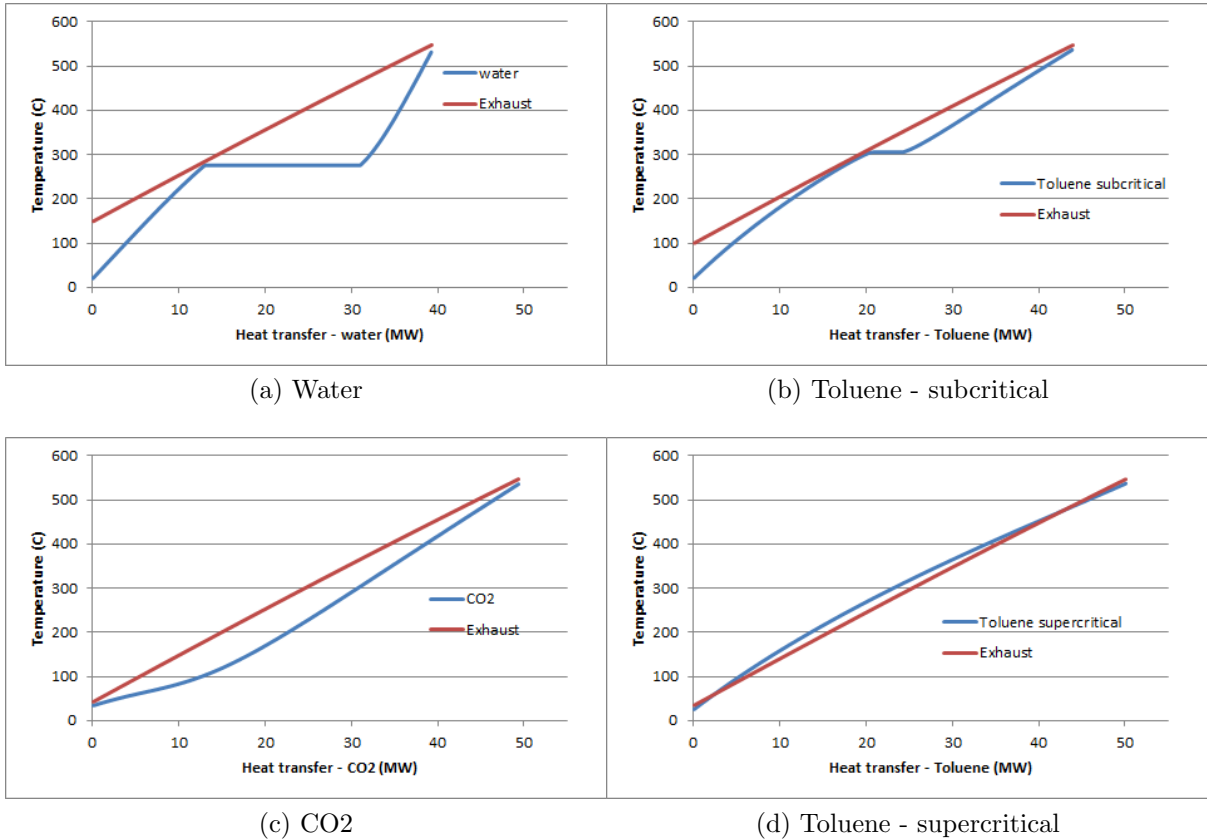 600
500
400
300
200
100
0
Temperature (C)
water
Exhaust
0 10 20 30 40 50
Heat transfer - water (MW)
(a) Water
600
500
400
300
200
100
0
Temperature (C)
Toluene subcritical
Exhaust
0 10 20 30 40 50
Heat transfer - Toluene (MW)
(b) Toluene - subcritical
600
500
400
300
200
100
0
Temperature (C)
CO2
Exhaust
0 10 20 30 40 50
Heat transfer - CO2 (MW)
(c) CO2
600
500
400
300
200
100
0
Temperature (C)
Toluene supercritical
Exhaust
0 10 20 30 40 50
Heat transfer - Toluene (MW)
(d) Toluene - supercritical